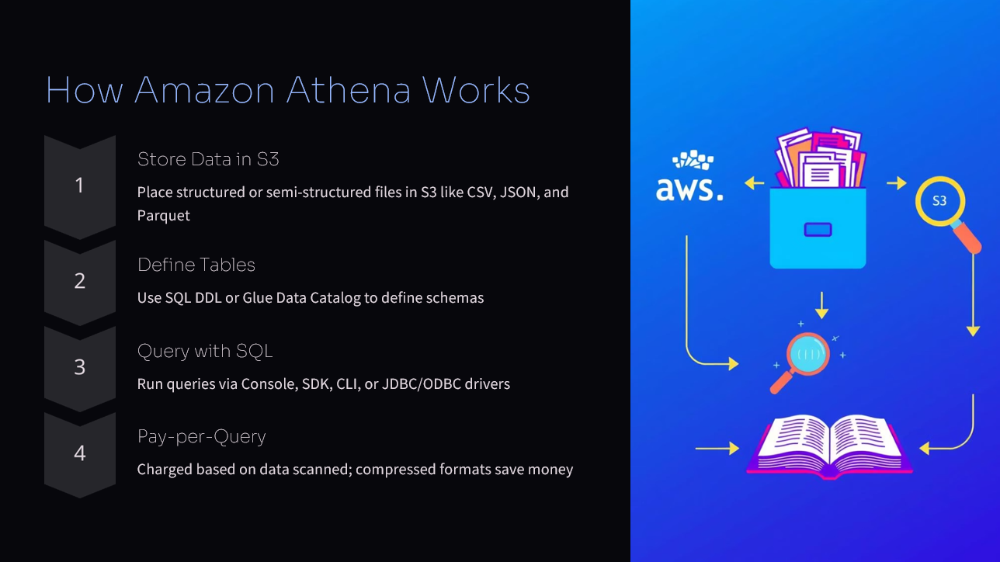 How Amazon Athena Works
1
Store Data in S3
Place structured or semi-structured files in S3 like CSV, JSON, and
Parquet
2
Define Tables
Use SQL DDL or Glue Data Catalog to define schemas
3
Query with SQL
Run queries via Console, SDK, CLI, or JDBC/ODBC drivers
4
Pay-per-Query
Charged based on data scanned; compressed formats save money
aws.
S3